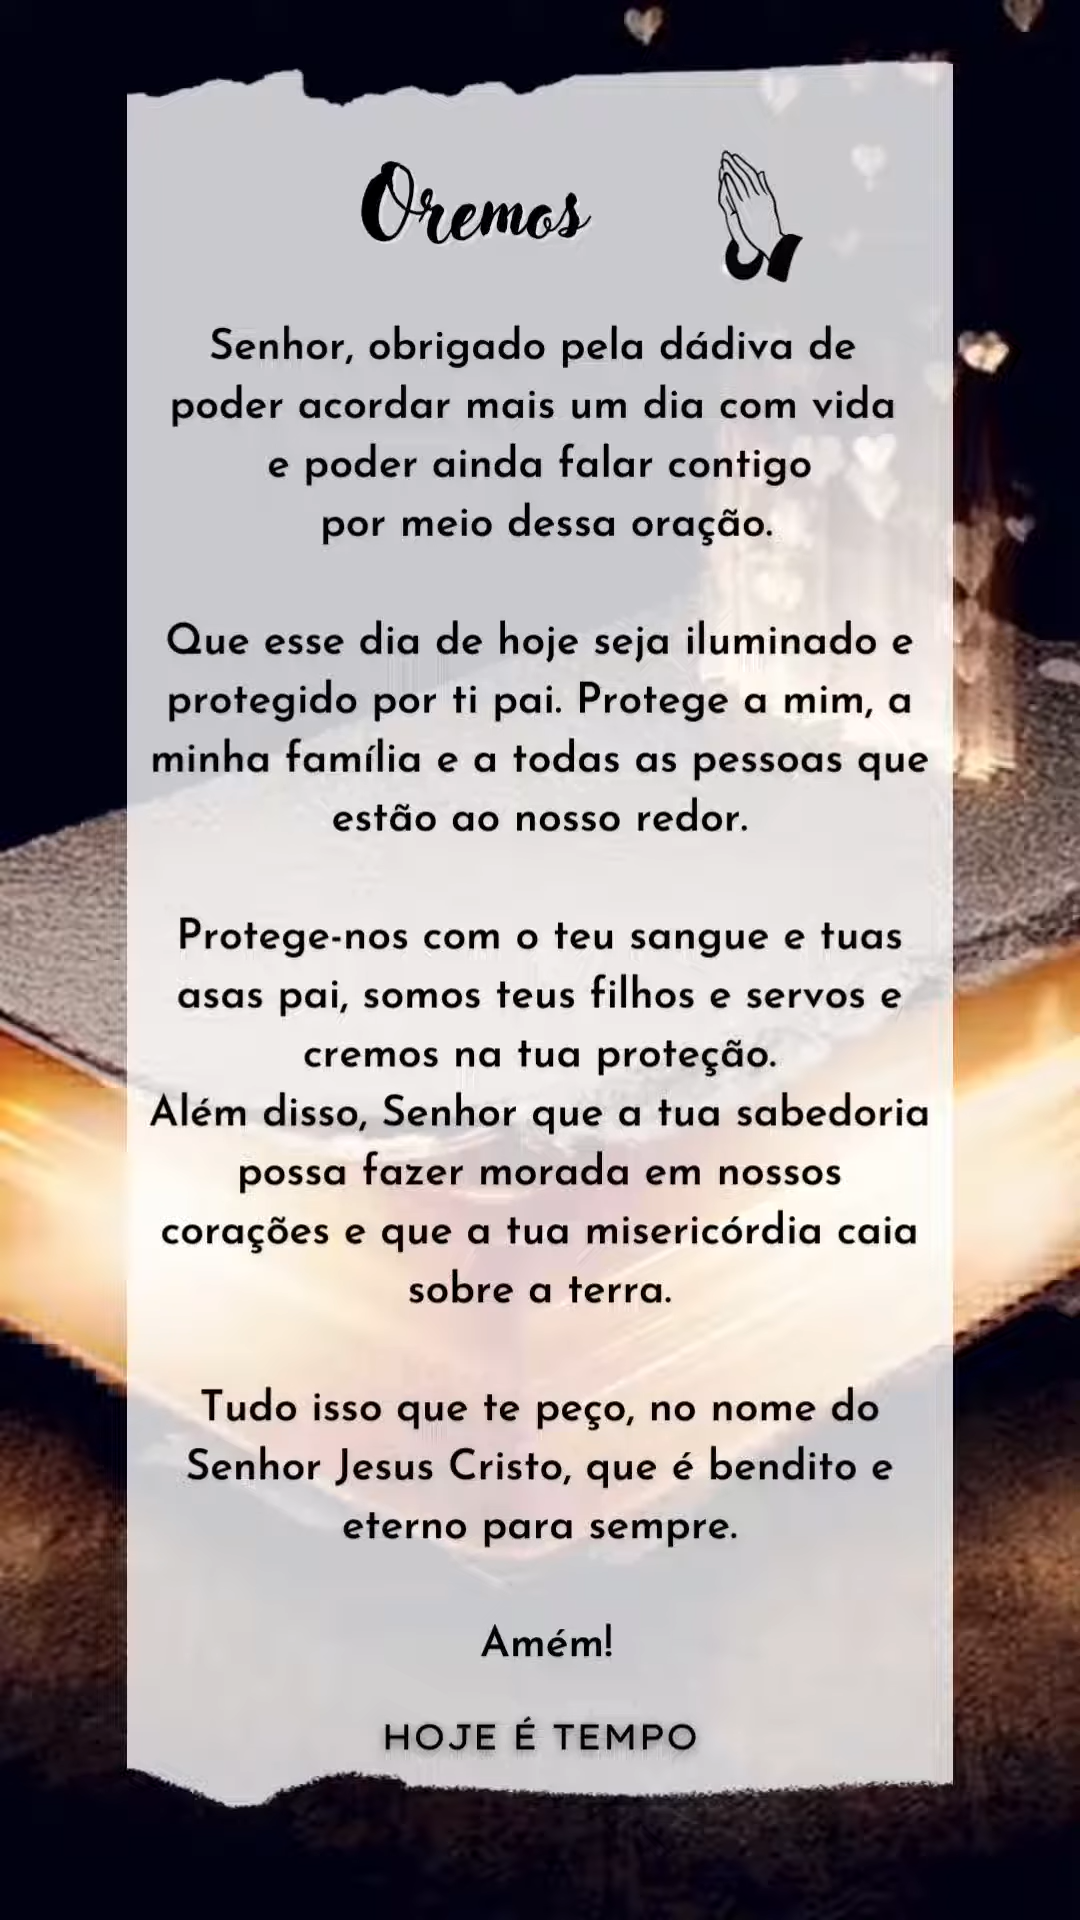 Oremos
Senhor, obrigado pela dádiva de
poder acordar mais um dia com vida
e poder ainda falar contigo
por meio dessa oração.
Que esse dia de hoje seja iluminado e
protegido por ti pai. Protege a mim, a
minha família e a todas as pessoas que
estão ao nosso redor.
Protege-nos com o teu sangue e tuas
asas pai, somos teus filhos e servos e
cremos na tua proteção.
Além disso, Senhor que a tua sabedoria
possa fazer morada em nossos
corações e que a tua misericórdia caia
sobre a terra.
Tudo isso que te peço, no nome do
Senhor Jesus Cristo, que é bendito e
eterno para sempre.
Amém!
HOJE É TEMPO